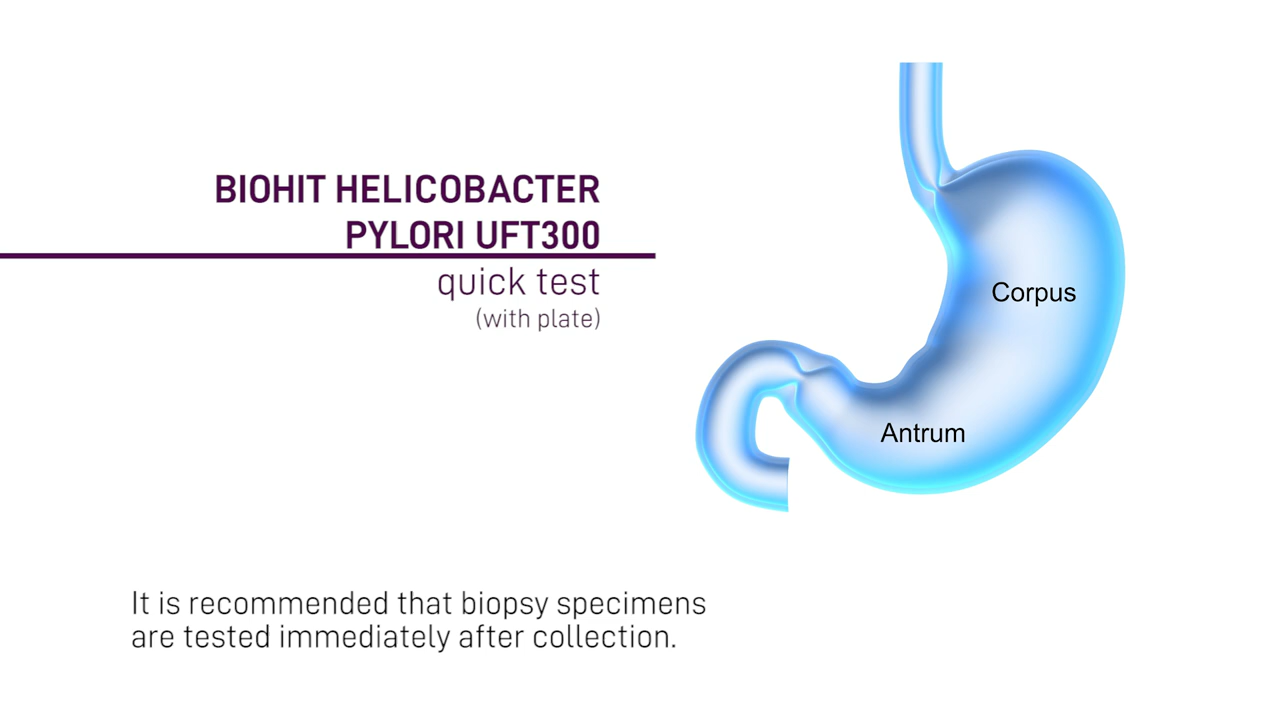 BIOHIT HELICOBACTER
PYLORI UFT300
quick test
(with plate)
Corpus
Antrum
It is recommended that biopsy specimens
are tested immediately after collection.